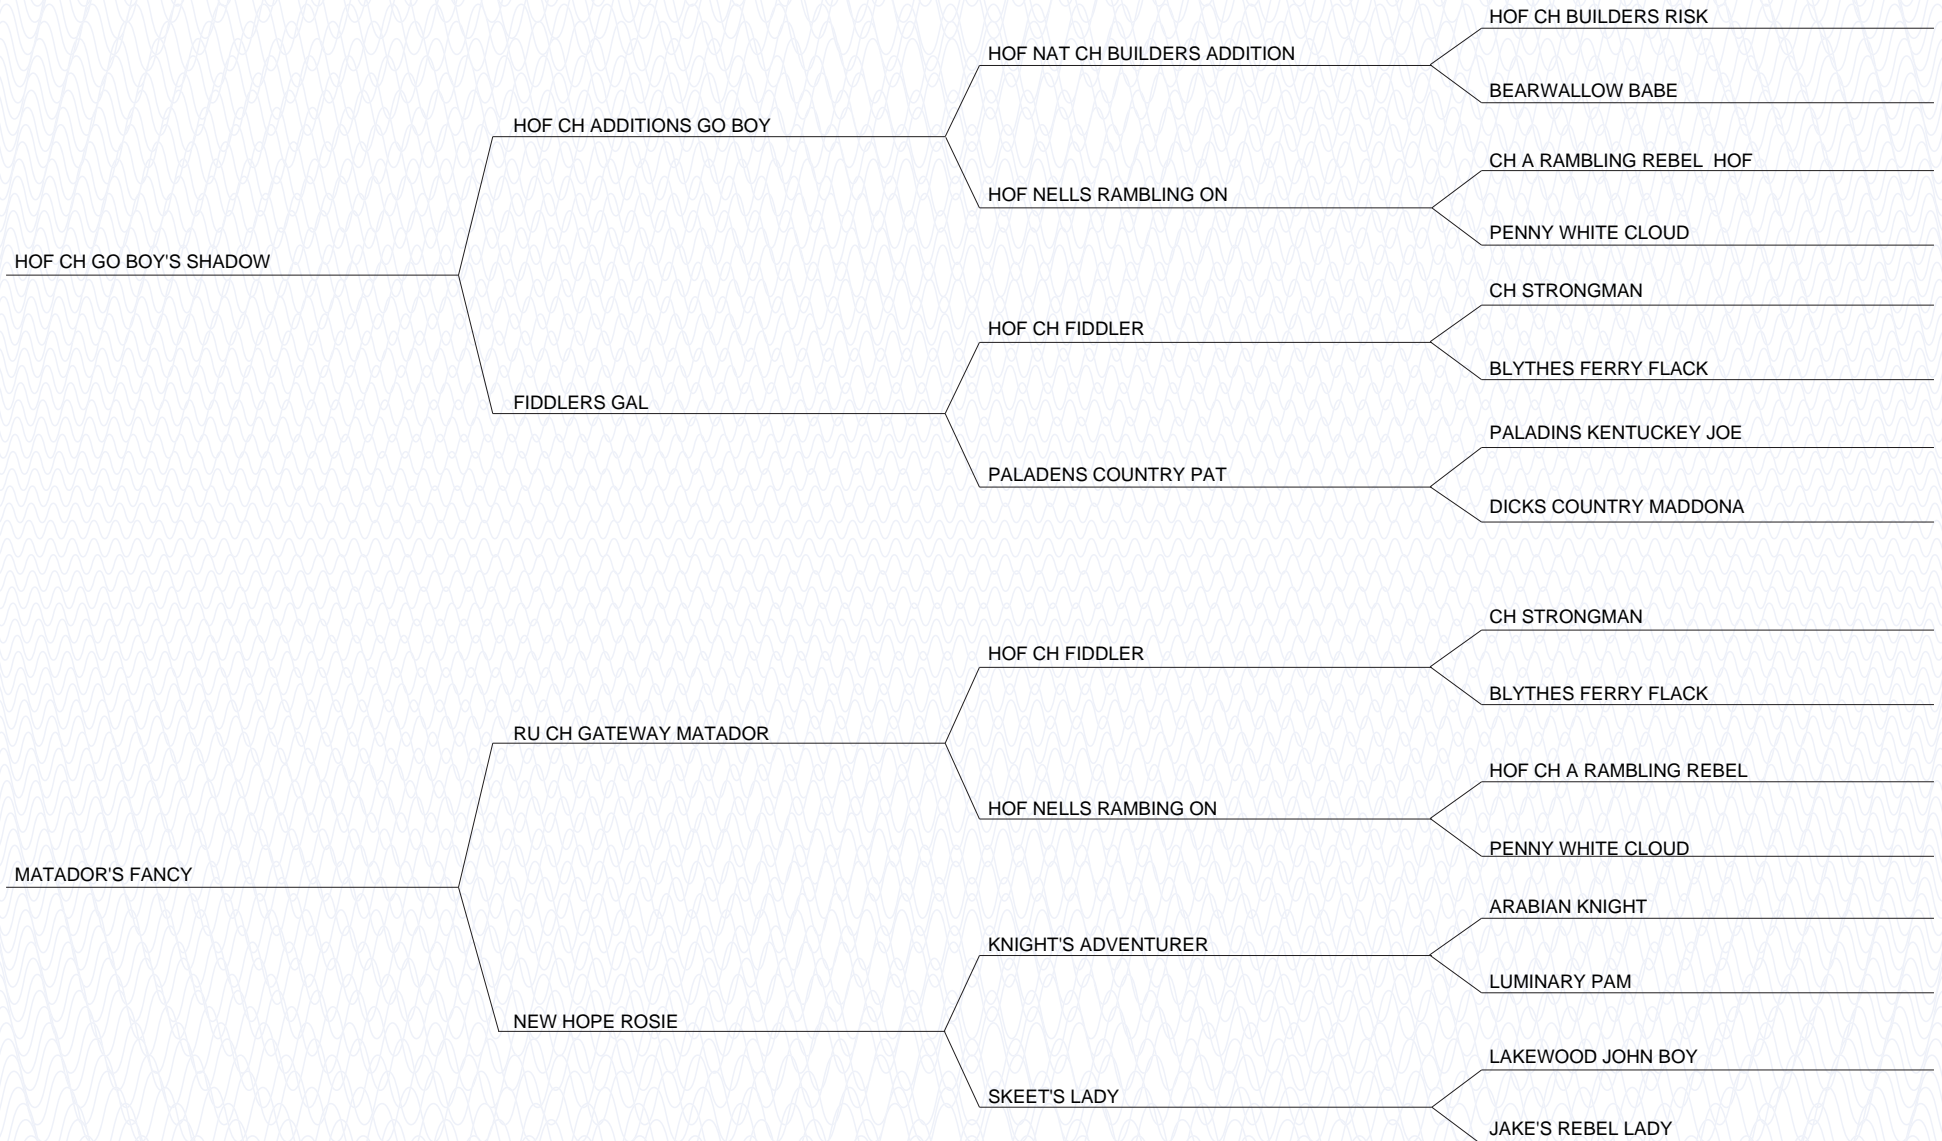 HOF CH BUILDERS RISK
HOF NAT CH BUILDERS ADDITION
BEARWALLOW BABE
HOF CH ADDITIONS GO BOY
CH A RAMBLING REBEL  HOF
HOF NELLS RAMBLING ON
PENNY WHITE CLOUD
HOF CH GO BOY'S SHADOW
CH STRONGMAN
HOF CH FIDDLER
BLYTHES FERRY FLACK
FIDDLERS GAL
PALADINS KENTUCKEY JOE
PALADENS COUNTRY PAT
DICKS COUNTRY MADDONA
CH STRONGMAN
HOF CH FIDDLER
BLYTHES FERRY FLACK
RU CH GATEWAY MATADOR
HOF CH A RAMBLING REBEL
HOF NELLS RAMBING ON
PENNY WHITE CLOUD
MATADOR'S FANCY
ARABIAN KNIGHT
KNIGHT'S ADVENTURER
LUMINARY PAM
NEW HOPE ROSIE
LAKEWOOD JOHN BOY
SKEET'S LADY
JAKE'S REBEL LADY